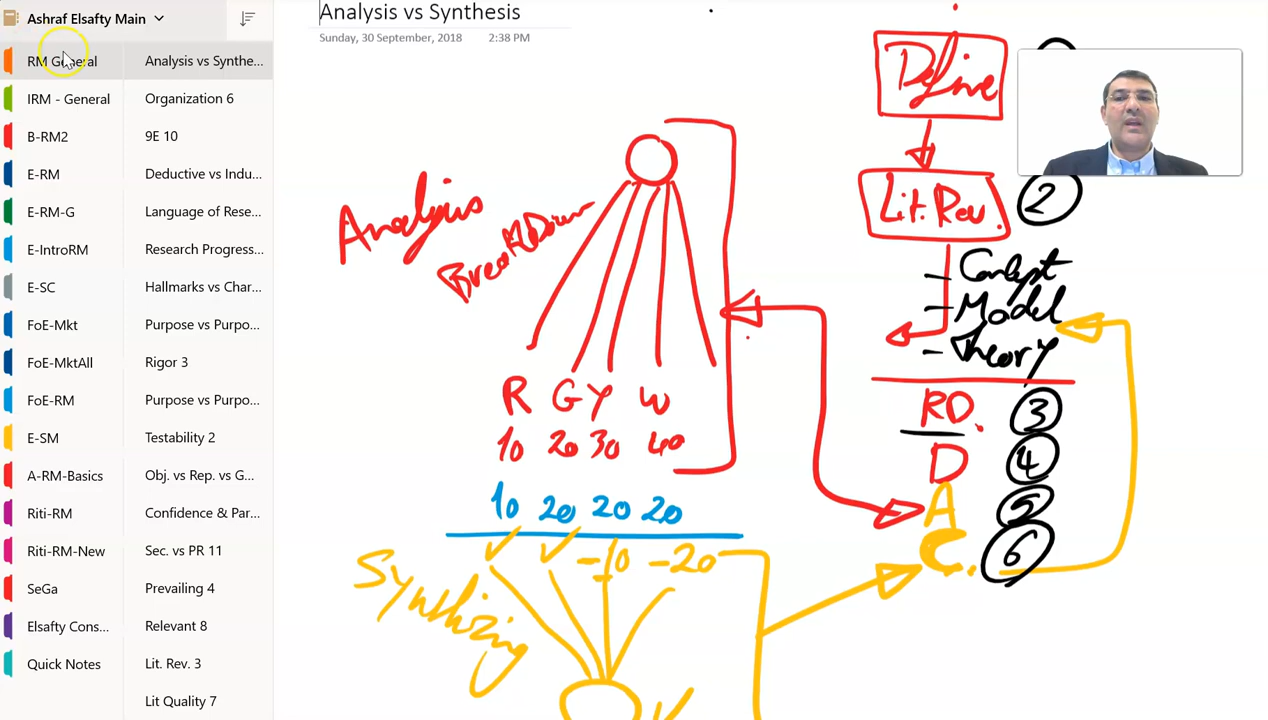 Ashraf Elsafty Main
RM General
IRM - General
B-RM2
E-RM
E-RM-G
E-IntroRM
E-SC
FoE-Mkt
FoE-MktAll
FoE-RM
E-SM
A-RM-Basics
Riti-RM
Riti-RM-New
SeGa
Elsafty Cons...
Quick Notes
Analysis vs Synthe...
Organization 6
9E 10
Deductive vs Indu...
Language of Rese...
Research Progress...
Hallmarks vs Char...
Purpose vs Purpo...
Rigor 3
Purpose vs Purpo...
Testability 2
Obj. vs Rep. vs G...
Confidence & Par...
Sec. vs PR 11
Prevailing 4
Relevant 8
Lit. Rev. 3
Lit Quality 7
Analysis vs Synthesis
Sunday, 30 September, 2018 2:38 PM
Analysis
BreakDown
R G Y W
10 20 30 40
10 20 20 20
✓ ✓ -10 -20
Synthizing
Define
Lit. Rev. 2
- Concept
- Model
- Theory
RD. 3
D 4
A 5
C. 6